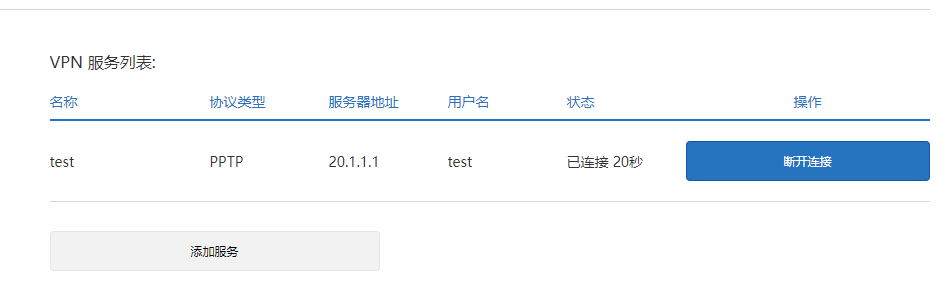 VPN 服务列表:
名称 协议类型 服务器地址 用户名 状态 操作
test PPTP 20.1.1.1 test 已连接 20秒 断开连接
添加服务